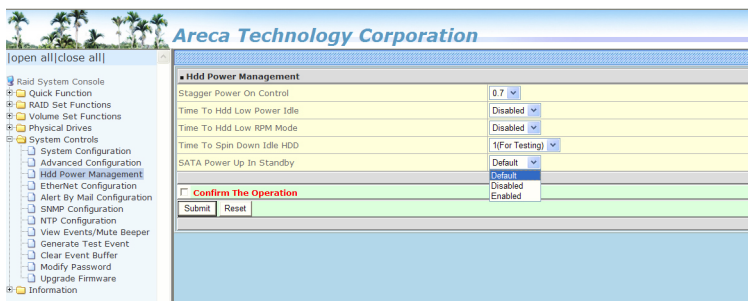 Areca Technology Corporation
|open all|close all|
Raid System Console
Quick Function
RAID Set Functions
Volume Set Functions
Physical Drives
System Controls
System Configuration
Advanced Configuration
Hdd Power Management
EtherNet Configuration
Alert By Mail Configuration
SNMP Configuration
NTP Configuration
View Events/Mute Beeper
Generate Test Event
Clear Event Buffer
Modify Password
Upgrade Firmware
Information
Hdd Power Management
Stagger Power On Control 0.7
Time To Hdd Low Power Idle Disabled
Time To Hdd Low RPM Mode Disabled
Time To Spin Down Idle HDD 1(For Testing)
SATA Power Up In Standby Default
Default
Disabled
Enabled
Confirm The Operation
Submit Reset